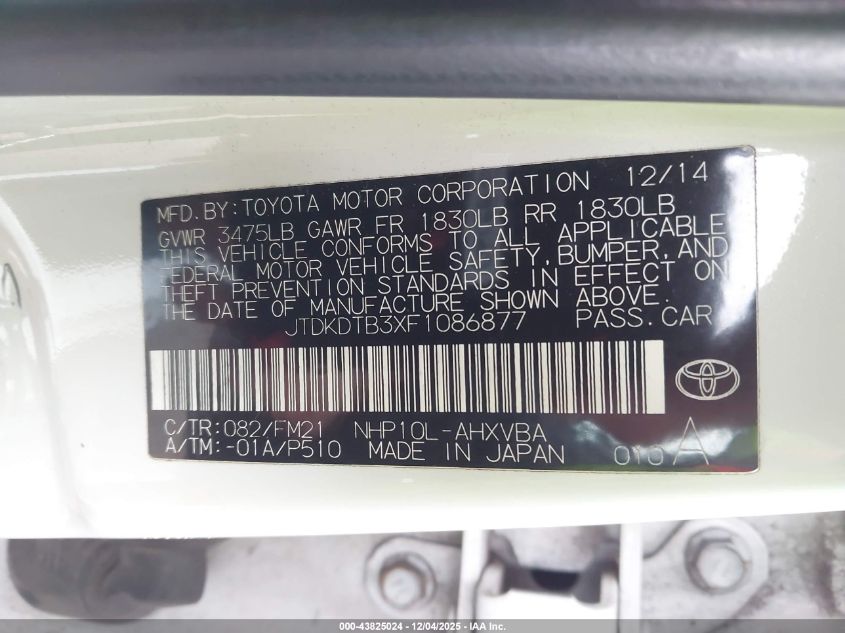 MFD. BY: TOYOTA MOTOR CORPORATION 12/14
GVWR 3475LB GAWR FR 1830LB RR 1830LB
THIS VEHICLE CONFORMS TO ALL APPLICABLE
FEDERAL MOTOR VEHICLE SAFETY, BUMPER, AND
THEFT PREVENTION STANDARDS IN EFFECT ON
THE DATE OF MANUFACTURE SHOWN ABOVE.
JTDKDTB3XF1086877 PASS. CAR
C/TR: 082/FM21 NHP10L-AHXVBA
A/TM: -01A/P510 MADE IN JAPAN 010 A
000-43825024 - 12/04/2025 - IAA Inc.